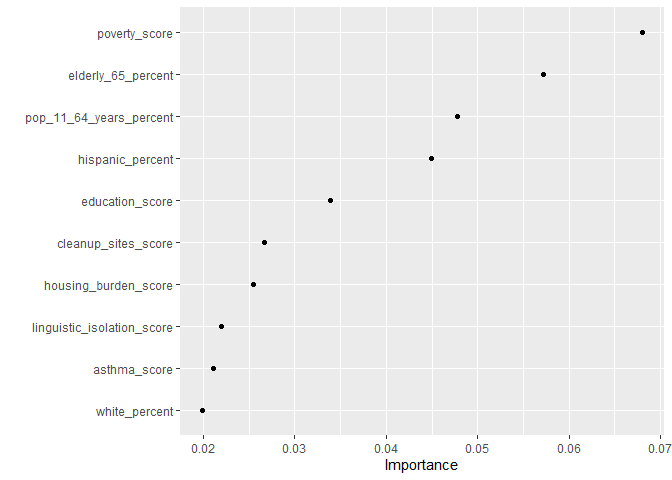 poverty_score
elderly_65_percent
pop_11_64_years_percent
hispanic_percent
education_score
cleanup_sites_score
housing_burden_score
linguistic_isolation_score
asthma_score
white_percent
0.02 0.03 0.04 0.05 0.06 0.07
Importance